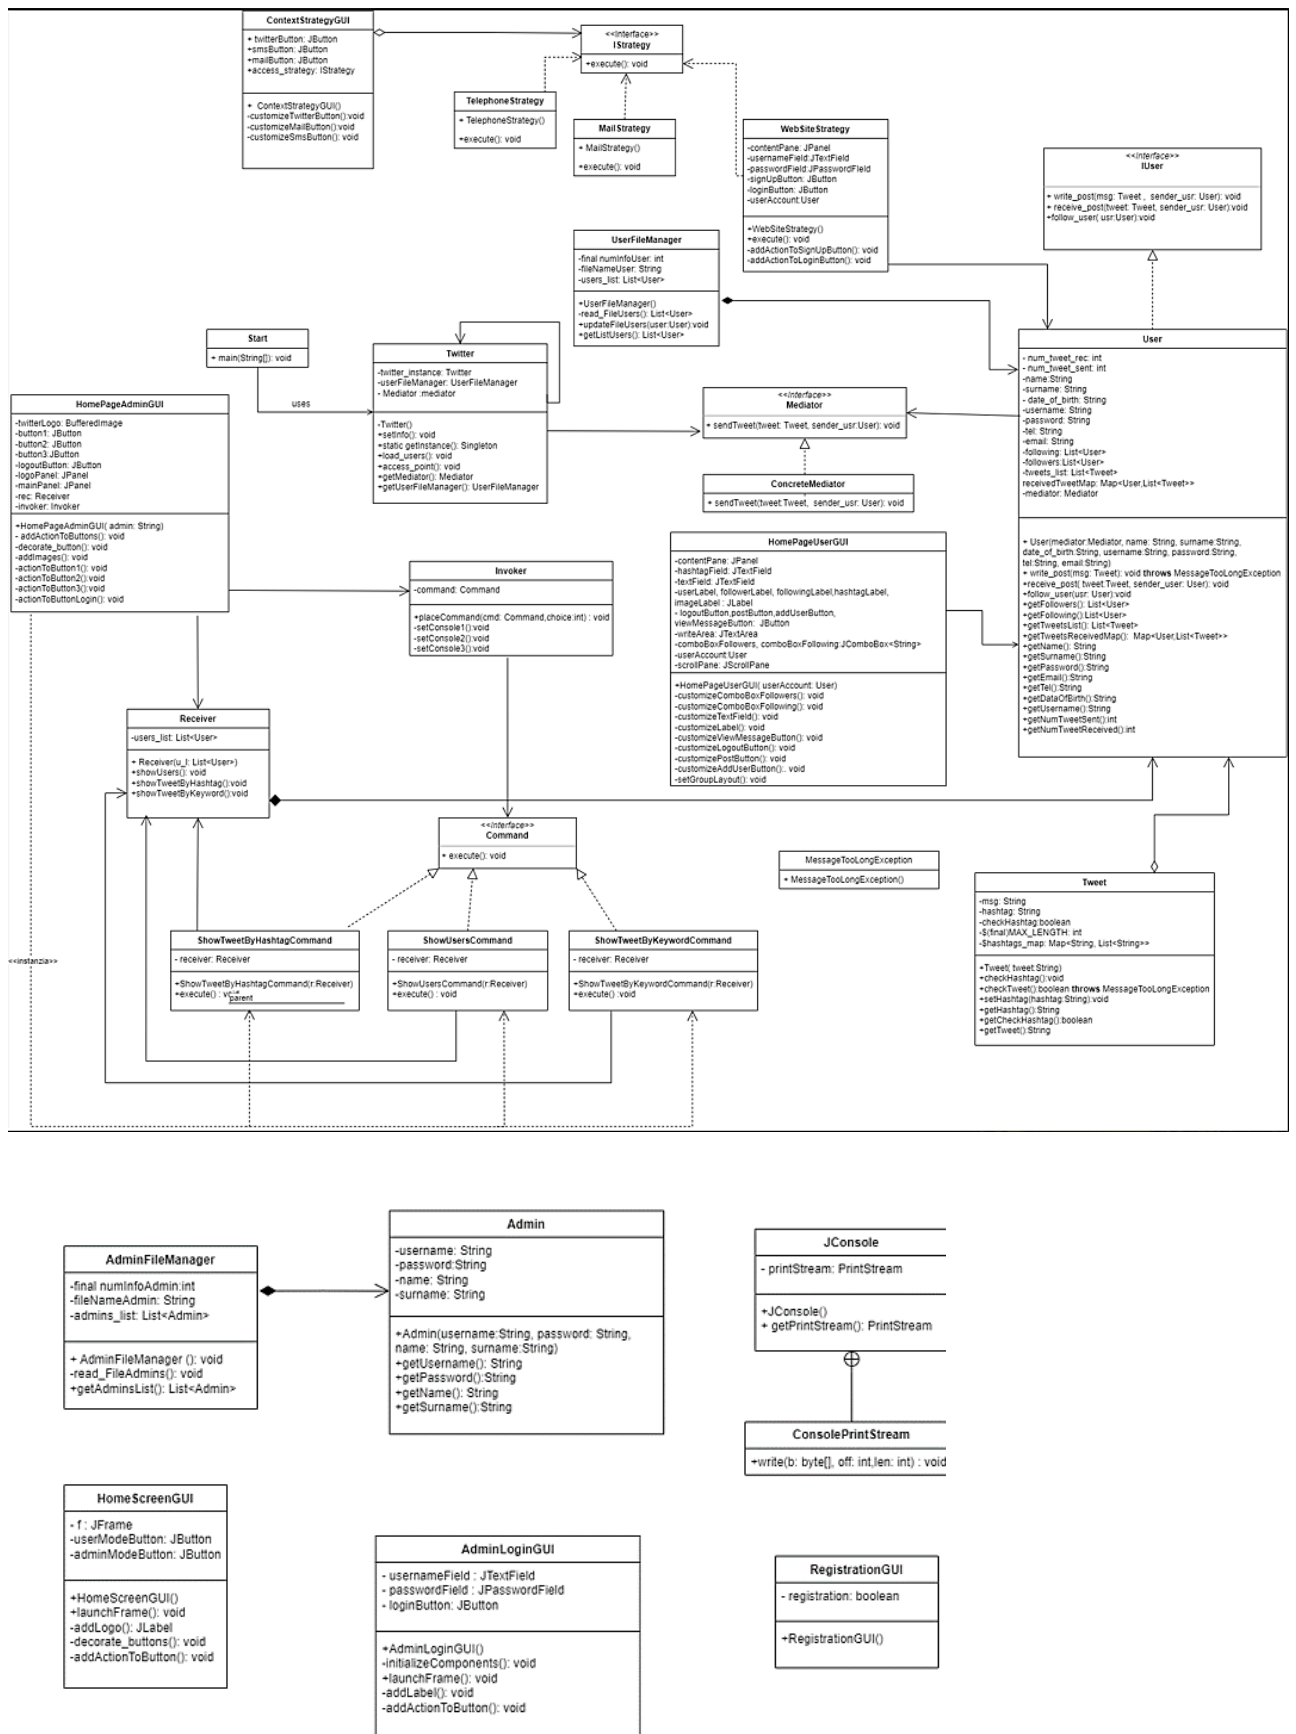 ContextStrategyGUI
+ twitterButton: JButton
+smsButton: JButton
+mailButton: JButton
+access_strategy: IStrategy
+ ContextStrategyGUI()
-customizeTwitterButton():void
-customizeMailButton():void
-customizeSmsButton(): void
<<Interface>>
IStrategy
+execute(): void
TelephoneStrategy
+ TelephoneStrategy()
+execute(): void
MailStrategy
+ MailStrategy()
+execute(): void
WebSiteStrategy
-contentPane: JPanel
-usernameField:JTextField
-passwordField:JPasswordField
-signUpButton: JButton
-loginButton: JButton
-userAccount:User
+WebSiteStrategy()
+execute(): void
-addActionToSignUpButton(): void
-addActionToLoginButton(): void
<<Interface>>
IUser
+ write_post(msg: Tweet , sender_usr: User): void
+ receive_post(tweet: Tweet, sender_usr: User):void
+follow_user( usr:User):void
UserFileManager
-final numInfoUser: int
-fileNameUser: String
-users_list: List<User>
+UserFileManager()
-read_FileUsers(): List<User>
+updateFileUsers(user:User):void
+getListUsers(): List<User>
Start
+ main(String[]): void
uses
Twitter
-twitter_instance: Twitter
-userFileManager: UserFileManager
- Mediator :mediator
-Twitter()
+setInfo(): void
+static getInstance(): Singleton
+load_users(): void
+access_point(): void
+getMediator(): Mediator
+getUserFileManager(): UserFileManager
<<Interface>>
Mediator
+ sendTweet(tweet: Tweet, sender_usr:User): void
ConcreteMediator
+ sendTweet(tweet:Tweet, sender_usr: User): void
User
- num_tweet_rec: int
- num_tweet_sent: int
-name:String
-surname: String
- date_of_birth: String
-username: String
-password: String
-tel: String
-email: String
-following: List<User>
-followers:List<User>
-tweets_list: List<Tweet>
receivedTweetMap: Map<User,List<Tweet>>
-mediator: Mediator
+ User(mediator:Mediator, name: String, surname:String,
date_of_birth:String, username:String, password:String,
tel:String, email:String)
+ write_post(msg: Tweet): void throws MessageTooLongException
+receive_post( tweet:Tweet, sender_user: User): void
+follow_user(usr: User): void
+getFollowers(): List<User>
+getFollowing():List<User>
+getTweetsList(): List<Tweet>
+getTweetsReceivedMap(): Map<User,List<Tweet>>
+getName(): String
+getSurname():String
+getPassword():String
+getEmail():String
+getTel():String
+getDataOfBirth():String
+getUsername():String
+getNumTweetSent():int
+getNumTweetReceived():int
HomePageAdminGUI
-twitterLogo: BufferedImage
-button1: JButton
-button2: JButton
-button3:JButton
-logoutButton: JButton
-logoPanel: JPanel
-mainPanel: JPanel
-rec: Receiver
-invoker: Invoker
+HomePageAdminGUI( admin: String)
- addActionToButtons(): void
-decorate_button(): void
-addImages(): void
-actionToButton1(): void
-actionToButton2(): void
-actionToButton3():void
-actionToButtonLogin(): void
Invoker
-command: Command
+placeCommand(cmd: Command,choice:int) : void
-setConsole1():void
-setConsole2(): void
-setConsole3():void
HomePageUserGUI
-contentPane: JPanel
-hashtagField: JTextField
-textField: JTextField
-userLabel, followerLabel, followingLabel,hashtagLabel,
imageLabel : JLabel
- logoutButton,postButton,addUserButton,
viewMessageButton: JButton
-writeArea: JTextArea
-comboBoxFollowers, comboBoxFollowing:JComboBox<String>
-userAccount:User
-scrollPane: JScrollPane
+HomePageUserGUI( userAccount: User)
-customizeComboBoxFollowers(): void
-customizeComboBoxFollowing(): void
-customizeTextField(): void
-customizeLabel(): void
-customizeViewMessageButton(): void
-customizeLogoutButton(): void
-customizePostButton(): void
-customizeAddUserButton():. void
-setGroupLayout(): void
Receiver
-users_list: List<User>
+ Receiver(u_l: List<User>)
+showUsers(): void
+showTweetByHashtag():void
+showTweetByKeyword():void
<<Interface>>
Command
+ execute(): void
MessageTooLongException
+ MessageTooLongException()
Tweet
-msg: String
-hashtag: String
-checkHashtag:boolean
-$(final)MAX_LENGTH: int
-$hashtags_map: Map<String, List<String>>
+Tweet( tweet:String)
+checkHashtag():void
+checkTweet():boolean throws MessageTooLongException
+setHashtag(hashtag:String):void
+getHashtag():String
+getCheckHashtag():boolean
+getTweet():String
ShowTweetByHashtagCommand
- receiver: Receiver
+ShowTweetByHashtagCommand(r:Receiver)
+execute() : void
parent
ShowUsersCommand
- receiver: Receiver
+ShowUsersCommand(r:Receiver)
+execute() : void
ShowTweetByKeywordCommand
- receiver: Receiver
+ShowTweetByKeywordCommand(r:Receiver)
+execute() :void
<<instanzia>>
AdminFileManager
-final numInfoAdmin:int
-fileNameAdmin: String
-admins_list: List<Admin>
+ AdminFileManager (): void
-read_FileAdmins(): void
+getAdminsList(): List<Admin>
Admin
-username: String
-password:String
-name: String
-surname: String
+Admin(username:String, password: String,
name: String, surname:String)
+getUsername(): String
+getPassword():String
+getName(): String
+getSurname():String
JConsole
- printStream: PrintStream
+JConsole()
+ getPrintStream(): PrintStream
ConsolePrintStream
+write(b: byte[], off: int,len: int) : void
HomeScreenGUI
- f : JFrame
-userModeButton: JButton
-adminModeButton: JButton
+HomeScreenGUI()
+launchFrame(): void
-addLogo(): JLabel
-decorate_buttons(): void
-addActionToButton(): void
AdminLoginGUI
- usernameField : JTextField
- passwordField : JPasswordField
- loginButton: JButton
+AdminLoginGUI()
-initializeComponents(): void
+launchFrame(): void
-addLabel(): void
-addActionToButton(): void
RegistrationGUI
- registration: boolean
+RegistrationGUI()